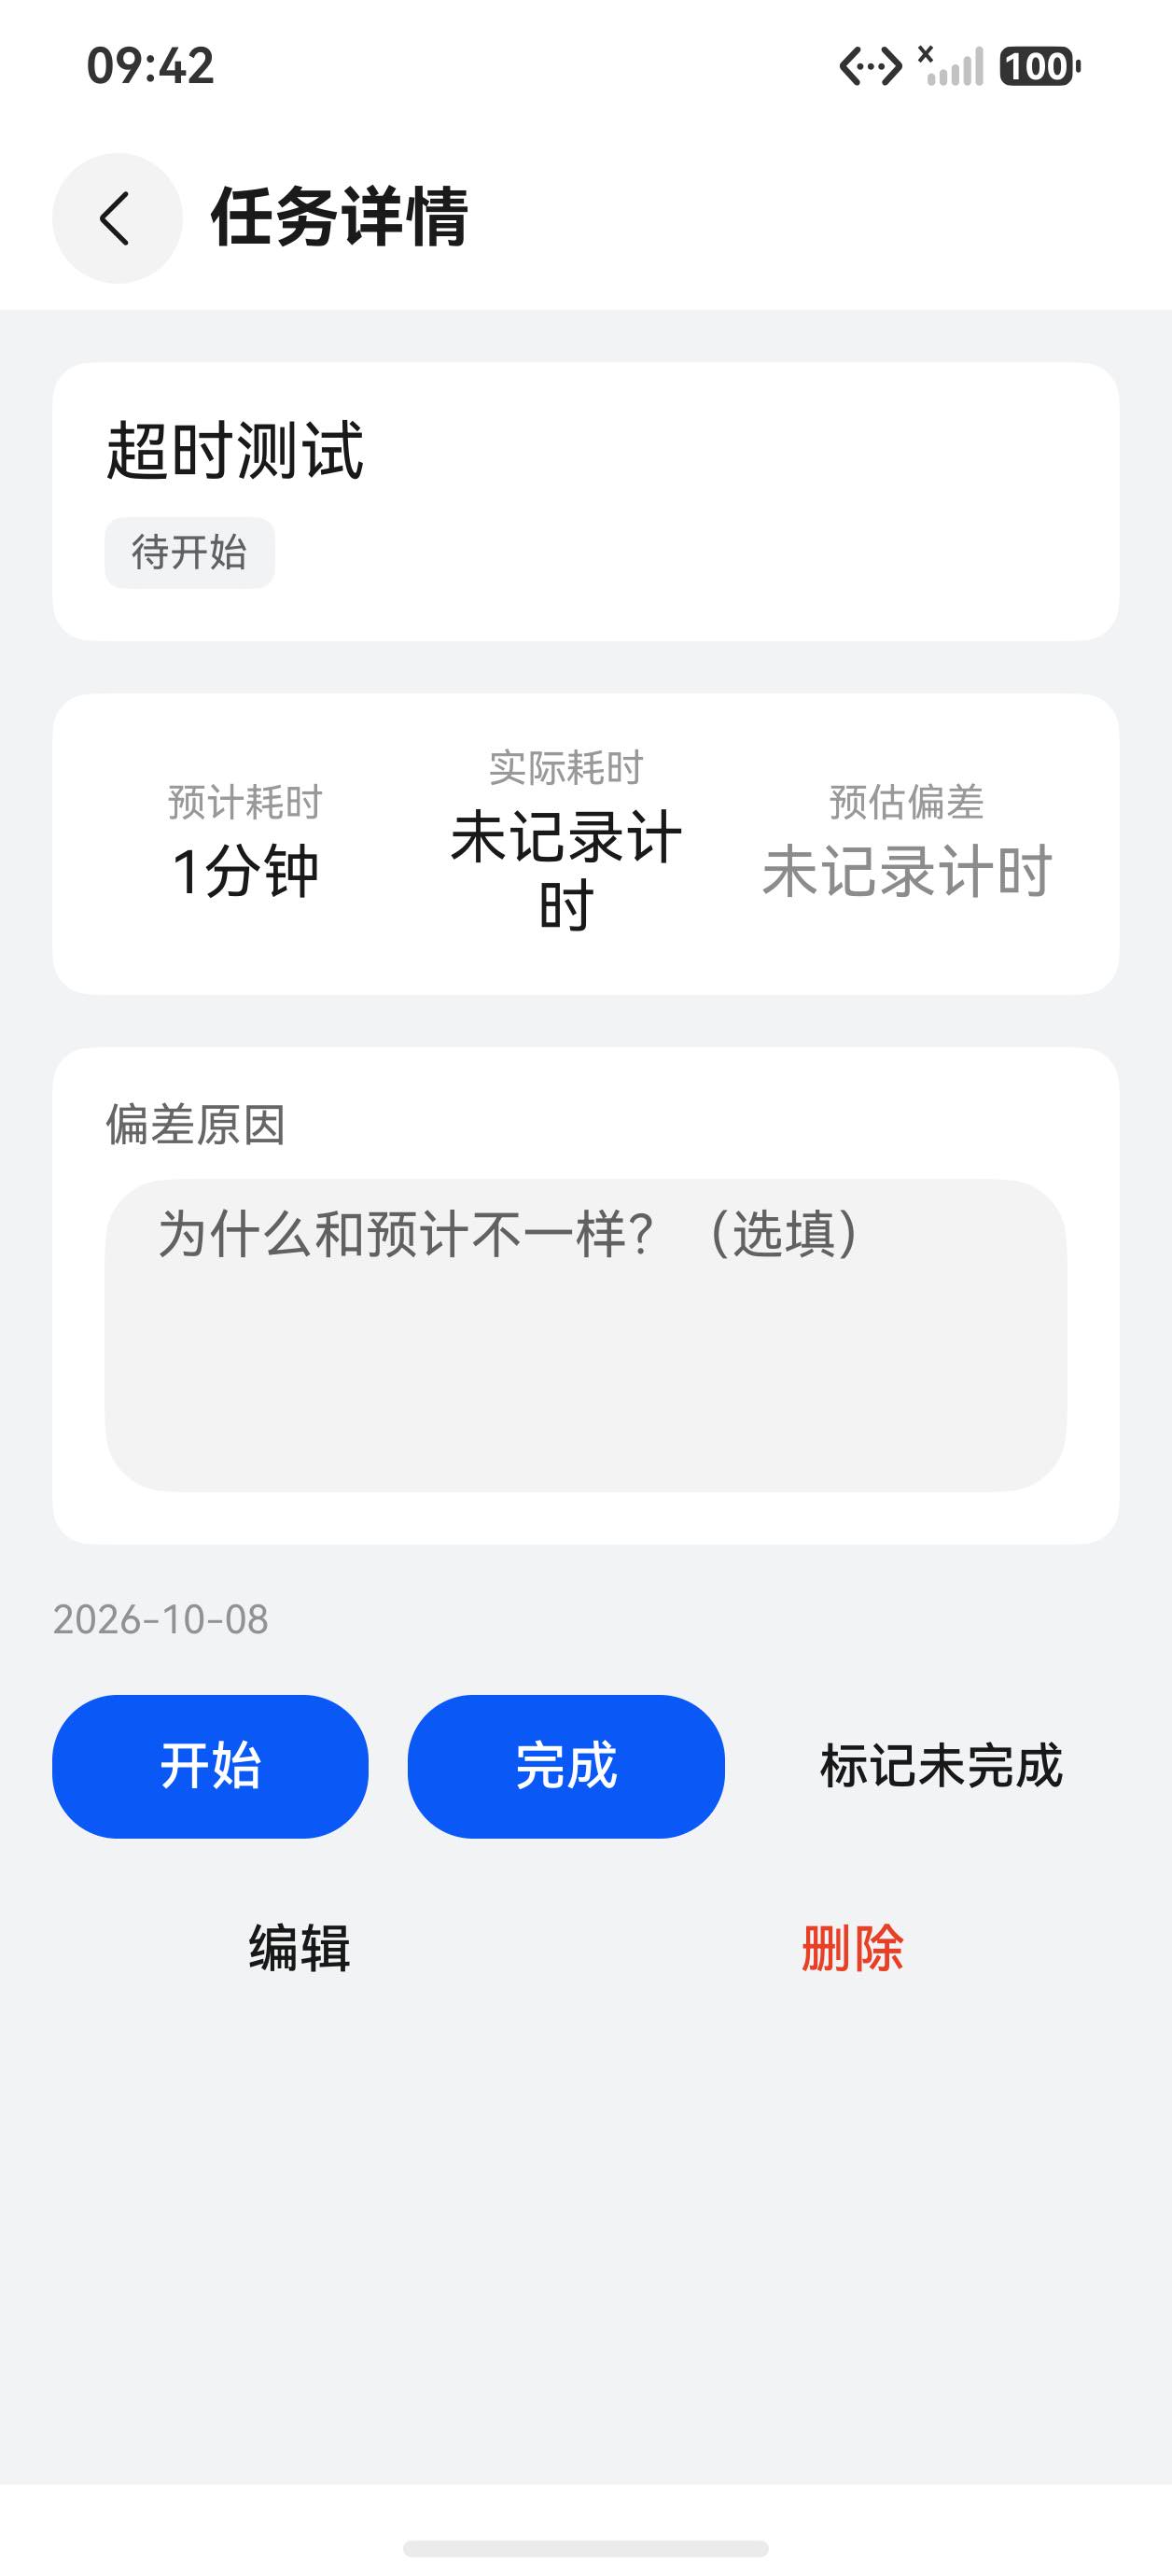 09:42
100
任务详情
超时测试
待开始
预计耗时
1分钟
实际耗时
未记录计
时
预估偏差
未记录计时
偏差原因
为什么和预计不一样？（选填）
2026-10-08
开始
完成
标记未完成
编辑
删除